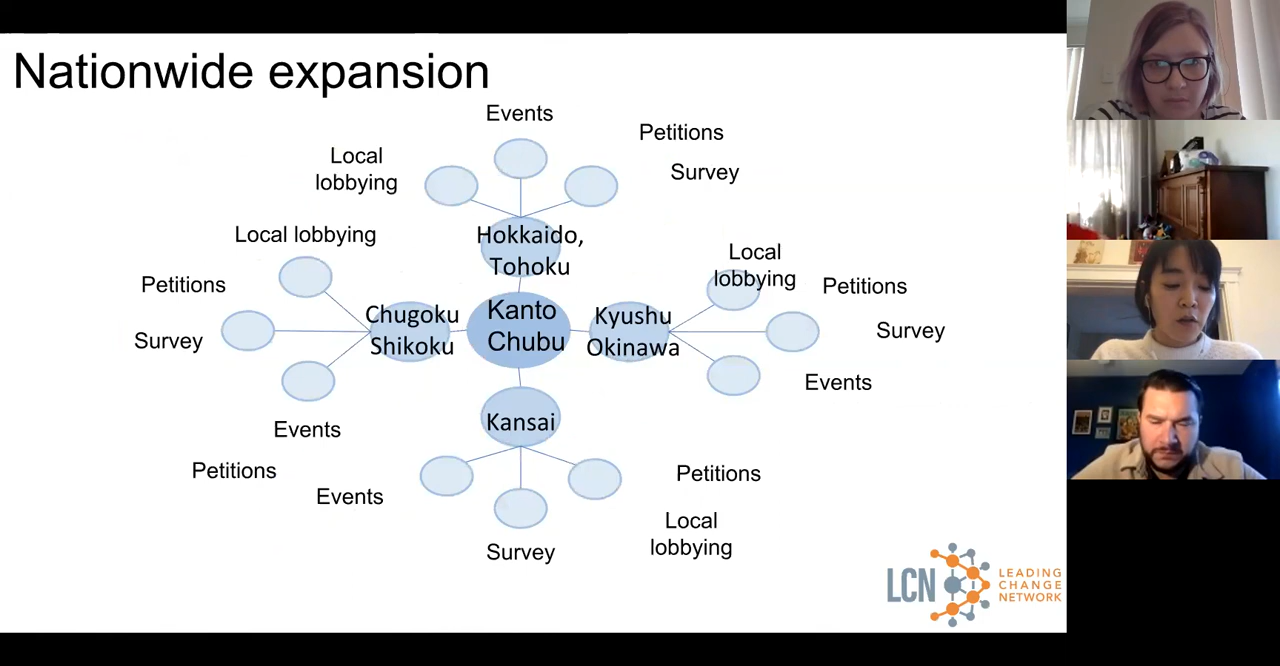 Nationwide expansion
Events
Petitions
Local
lobbying
Survey
Local lobbying
Hokkaido,
Tohoku
Local
lobbying
Petitions
Petitions
Chugoku
Shikoku
Kanto
Chubu
Kyushu
Okinawa
Survey
Survey
Events
Kansai
Events
Petitions
Events
Petitions
Local
lobbying
Survey
LCN
LEADING
CHANGE
NETWORK